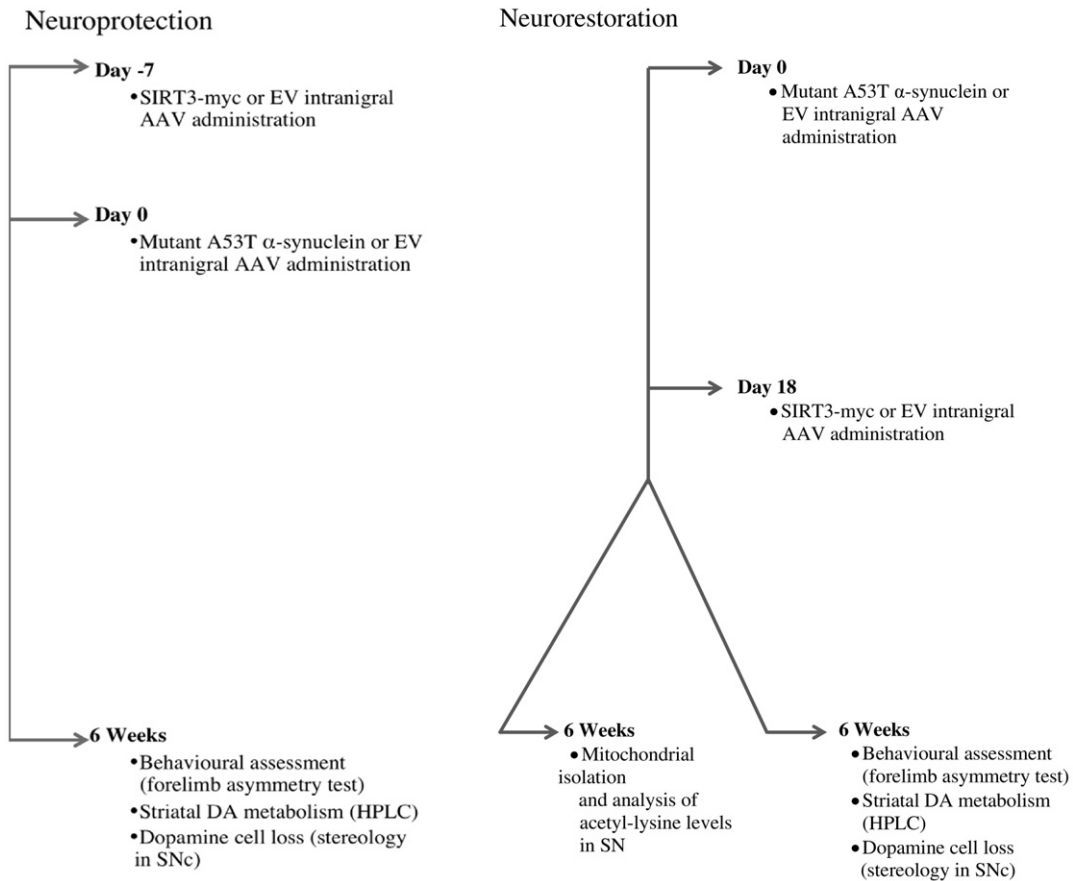 Neuroprotection
Day -7
•SIRT3-myc or EV intranigral
AAV administration
Day 0
•Mutant A53T α-synuclein or EV
intranigral AAV administration
6 Weeks
•Behavioural assessment
(forelimb asymmetry test)
•Striatal DA metabolism (HPLC)
•Dopamine cell loss (stereology
in SNc)
Neurorestoration
Day 0
• Mutant A53T α-synuclein or
EV intranigral AAV
administration
Day 18
• SIRT3-myc or EV intranigral
AAV administration
6 Weeks
• Mitochondrial
isolation
and analysis of
acetyl-lysine levels
in SN
6 Weeks
• Behavioural assessment
(forelimb asymmetry test)
• Striatal DA metabolism
(HPLC)
• Dopamine cell loss
(stereology in SNc)